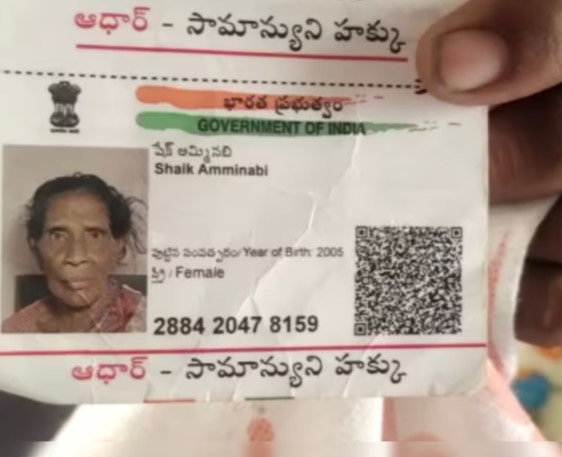 ఆధార్ - సామాన్యుని హక్కు
భారత ప్రభుత్వం
GOVERNMENT OF INDIA
షేక్ అమ్మినబి
Shaik Amminabi
పుట్టిన సంవత్సరం/Year of Birth: 2005
స్త్రీ / Female
2884 2047 8159
ఆధార్ - సామాన్యుని హక్కు